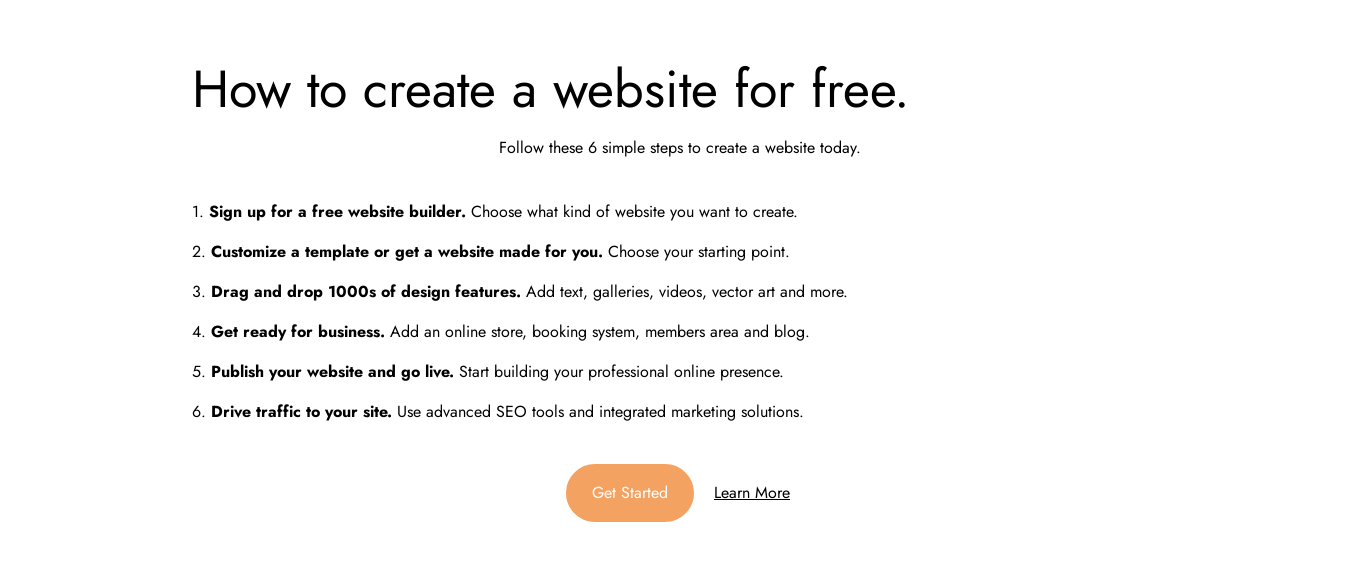 How to create a website for free.
Follow these 6 simple steps to create a website today.
1. Sign up for a free website builder. Choose what kind of website you want to create.
2. Customize a template or get a website made for you. Choose your starting point.
3. Drag and drop 1000s of design features. Add text, galleries, videos, vector art and more.
4. Get ready for business. Add an online store, booking system, members area and blog.
5. Publish your website and go live. Start building your professional online presence.
6. Drive traffic to your site. Use advanced SEO tools and integrated marketing solutions.
Get Started Learn More